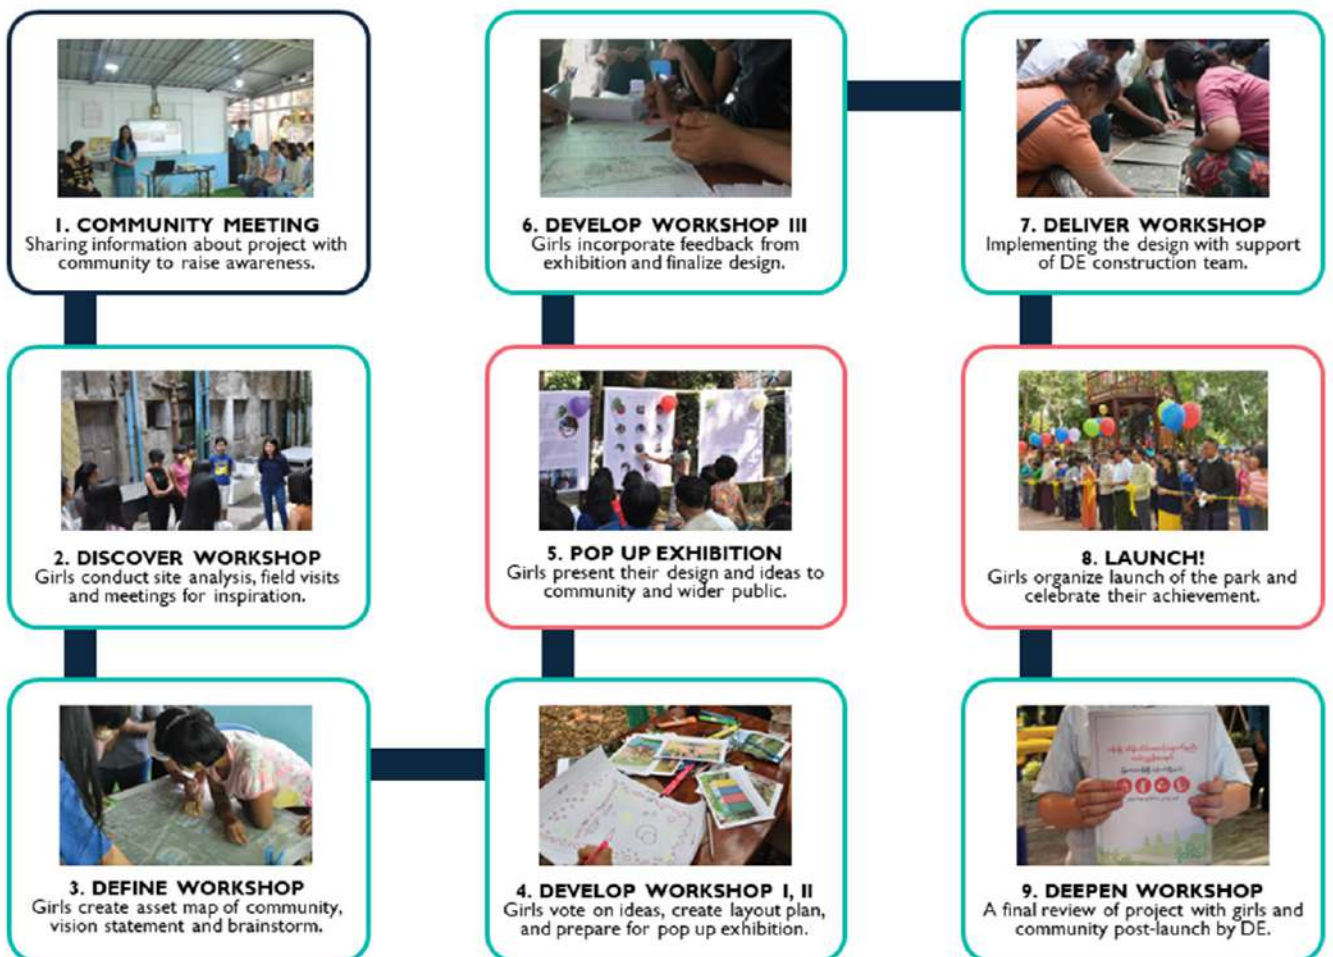 1. COMMUNITY MEETING
Sharing information about project with
community to raise awareness.
2. DISCOVER WORKSHOP
Girls conduct site analysis, field visits
and meetings for inspiration.
3. DEFINE WORKSHOP
Girls create asset map of community,
vision statement and brainstorm.
4. DEVELOP WORKSHOP I, II
Girls vote on ideas, create layout plan,
and prepare for pop up exhibition.
5. POP UP EXHIBITION
Girls present their design and ideas to
community and wider public.
6. DEVELOP WORKSHOP III
Girls incorporate feedback from
exhibition and finalize design.
7. DELIVER WORKSHOP
Implementing the design with support
of DE construction team.
8. LAUNCH!
Girls organize launch of the park and
celebrate their achievement.
9. DEEPEN WORKSHOP
A final review of project with girls and
community post-launch by DE.